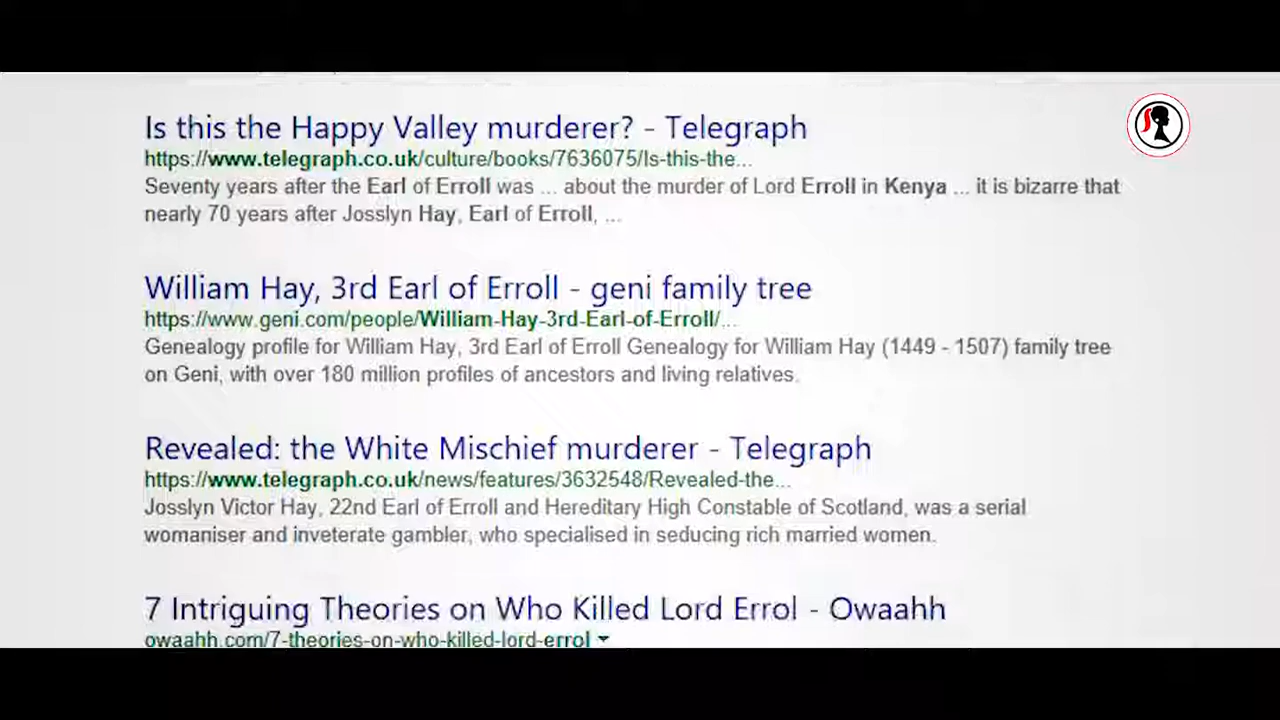 Is this the Happy Valley murderer? - Telegraph
https://www.telegraph.co.uk/culture/books/7636075/Is-this-the...
Seventy years after the Earl of Erroll was ... about the murder of Lord Erroll in Kenya ... it is bizarre that
nearly 70 years after Josslyn Hay, Earl of Erroll, ...
William Hay, 3rd Earl of Erroll - geni family tree
https://www.geni.com/people/William-Hay-3rd-Earl-of-Erroll/...
Genealogy profile for William Hay, 3rd Earl of Erroll Genealogy for William Hay (1449 - 1507) family tree
on Geni, with over 180 million profiles of ancestors and living relatives.
Revealed: the White Mischief murderer - Telegraph
https://www.telegraph.co.uk/news/features/3632548/Revealed-the...
Josslyn Victor Hay, 22nd Earl of Erroll and Hereditary High Constable of Scotland, was a serial
womaniser and inveterate gambler, who specialised in seducing rich married women.
7 Intriguing Theories on Who Killed Lord Errol - Owaahh
owaahh.com/7-theories-on-who-killed-lord-errol